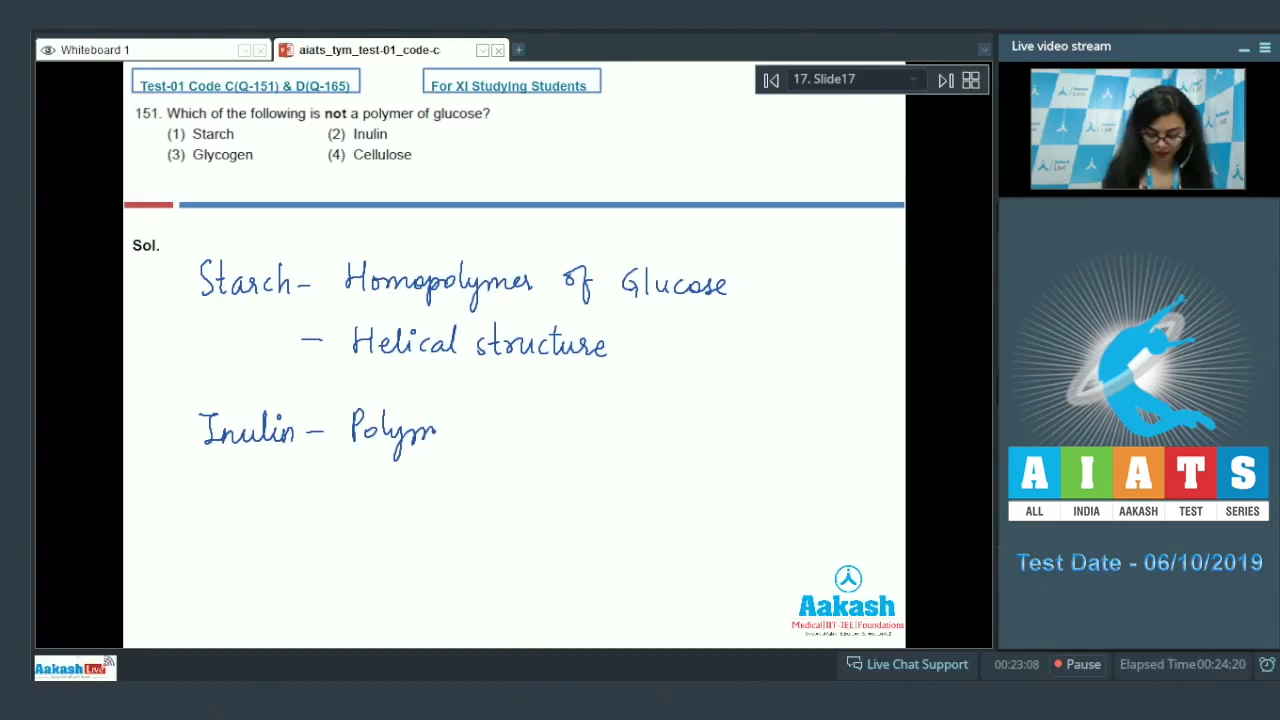 Whiteboard 1
aiats_tym_test-01_code-c
Live video stream
Test-01 Code C(Q-151) & D(Q-165)
For XI Studying Students
17. Slide17
151. Which of the following is not a polymer of glucose?
(1) Starch (2) Inulin
(3) Glycogen (4) Cellulose
Sol.
Starch - Homopolymer of Glucose
- Helical structure
Inulin - Polym
A I A T S
ALL INDIA AAKASH TEST SERIES
Test Date - 06/10/2019
Aakash
Medical|IIT-JEE|Foundations
Aakash Live
Live Chat Support
00:23:08
Pause
Elapsed Time 00:24:20